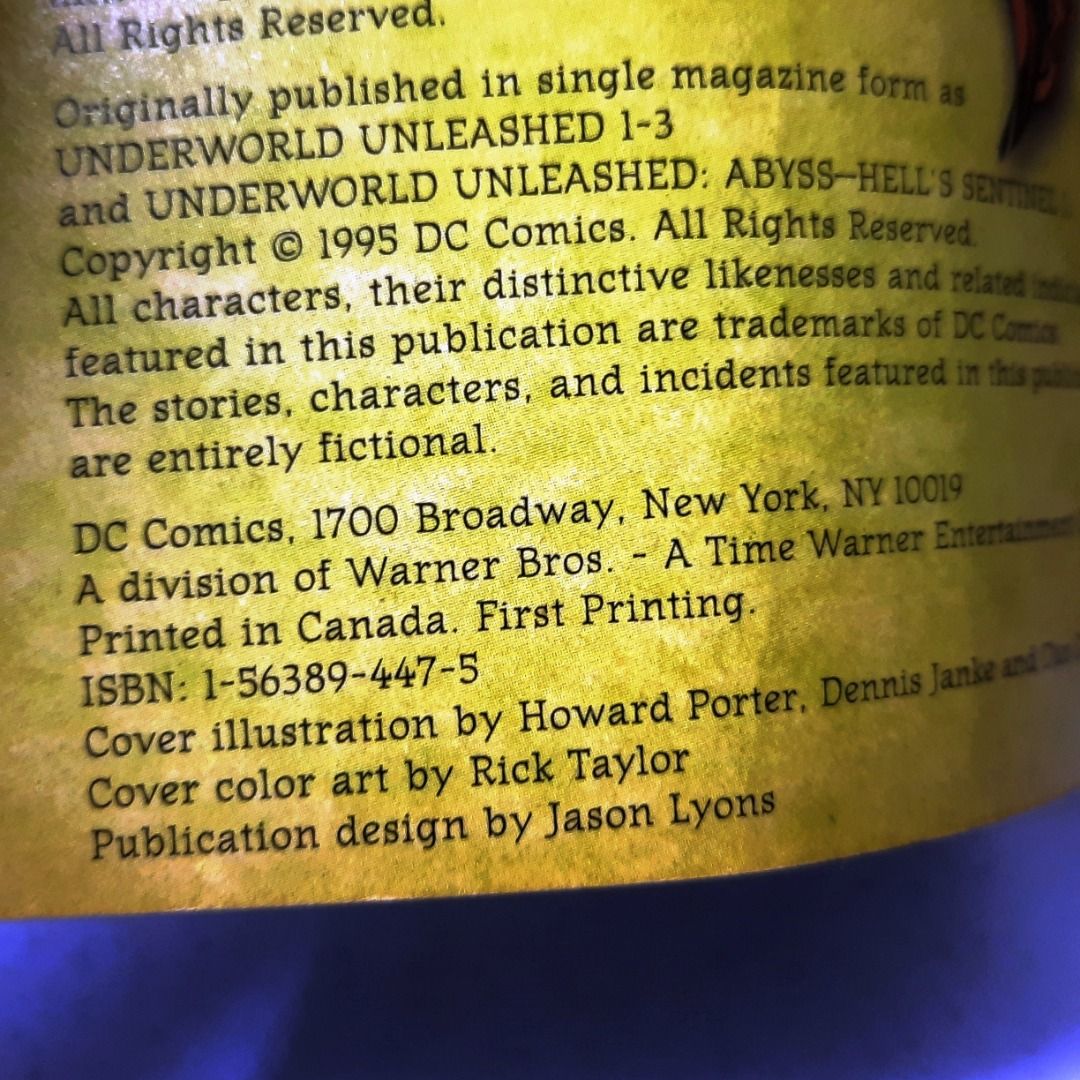 All Rights Reserved.
Originally published in single magazine form as
UNDERWORLD UNLEASHED 1-3
and UNDERWORLD UNLEASHED: ABYSS—HELL'S SENTINEL
Copyright © 1995 DC Comics. All Rights Reserved.
All characters, their distinctive likenesses and related
featured in this publication are trademarks of DC Comics
The stories, characters, and incidents featured in this
are entirely fictional.
DC Comics, 1700 Broadway, New York, NY 10019
A division of Warner Bros. - A Time Warner Entertainment
Printed in Canada. First Printing.
ISBN: 1-56389-447-5
Cover illustration by Howard Porter, Dennis Janke and
Cover color art by Rick Taylor
Publication design by Jason Lyons